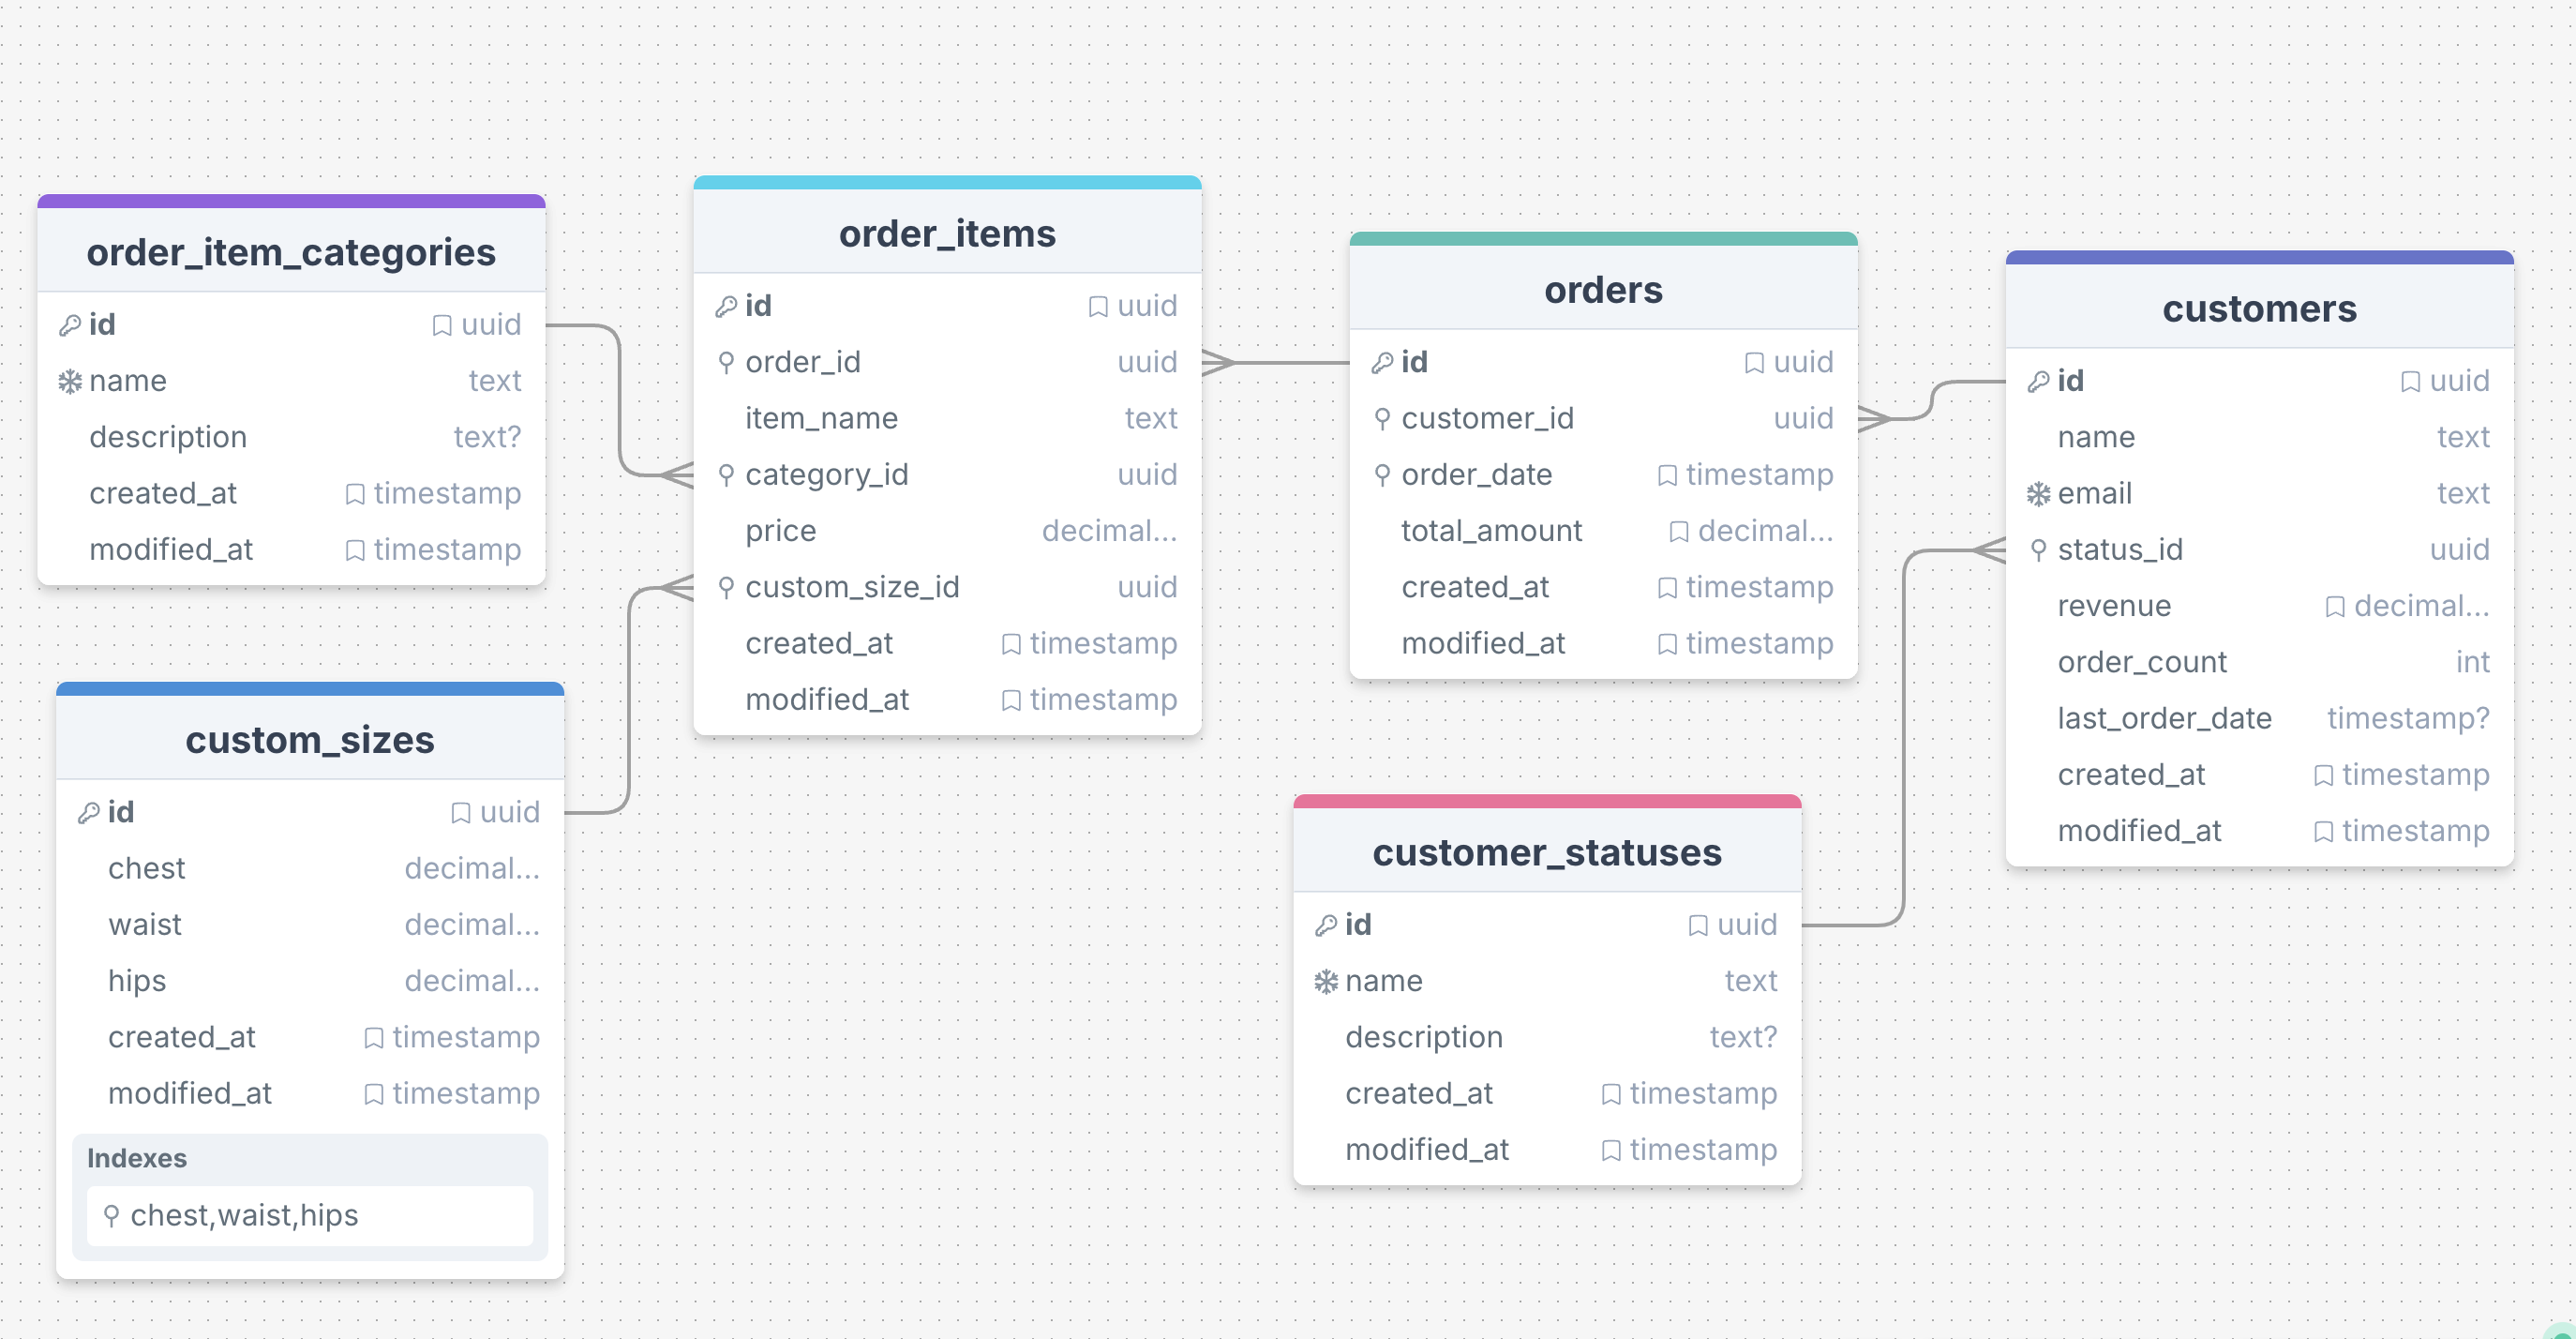 order_item_categories
id uuid
name text
description text?
created_at timestamp
modified_at timestamp
custom_sizes
id uuid
chest decimal...
waist decimal...
hips decimal...
created_at timestamp
modified_at timestamp
Indexes
chest,waist,hips
order_items
id uuid
order_id uuid
item_name text
category_id uuid
price decimal...
custom_size_id uuid
created_at timestamp
modified_at timestamp
orders
id uuid
customer_id uuid
order_date timestamp
total_amount decimal...
created_at timestamp
modified_at timestamp
customer_statuses
id uuid
name text
description text?
created_at timestamp
modified_at timestamp
customers
id uuid
name text
email text
status_id uuid
revenue decimal...
order_count int
last_order_date timestamp?
created_at timestamp
modified_at timestamp